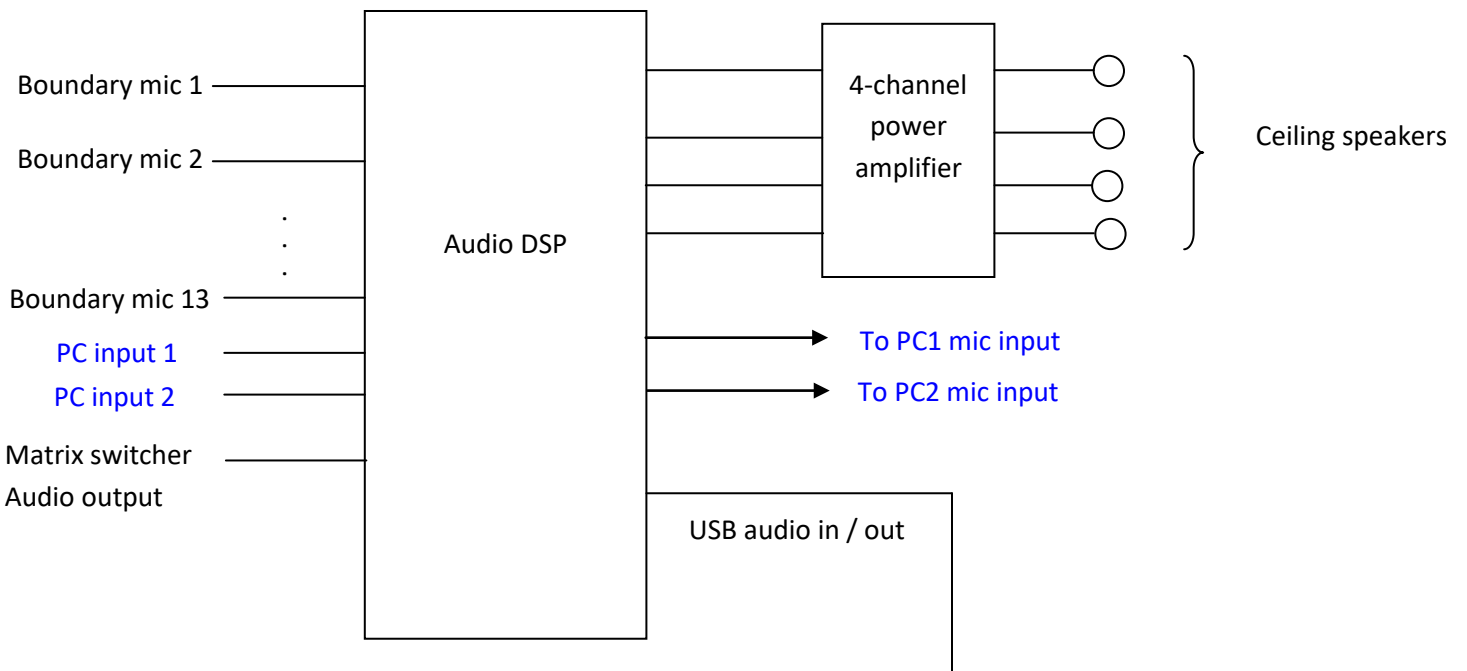 Boundary mic 1
Boundary mic 2
.
.
.
Boundary mic 13
PC input 1
PC input 2
Matrix switcher
Audio output
Audio DSP
4-channel
power
amplifier
Ceiling speakers
To PC1 mic input
To PC2 mic input
USB audio in / out